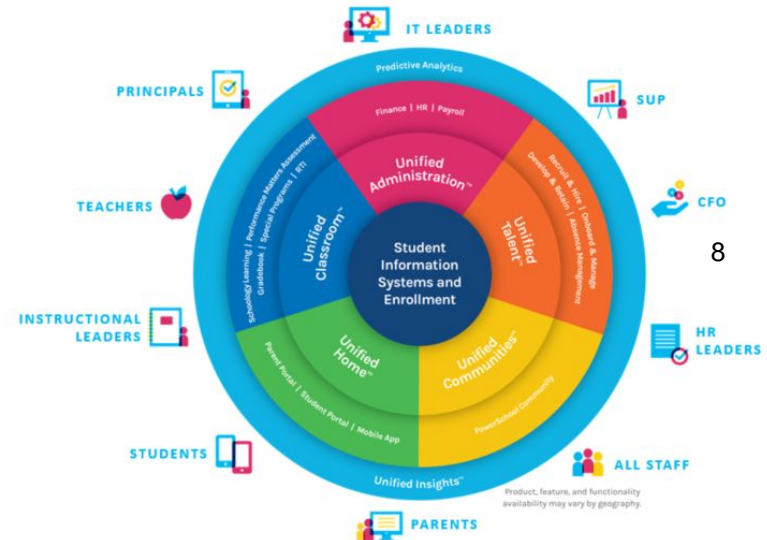 IT LEADERS
PRINCIPALS
SUP
TEACHERS
CFO
8
INSTRUCTIONAL
LEADERS
HR
LEADERS
STUDENTS
ALL STAFF
PARENTS
Predictive Analytics
Finance | HR | Payroll
Unified
Administration™
Recruit & Hire | Onboard & Manage
Develop & Retain | Absence Management
Unified
Talent™
Schoology Learning | Performance Matters Assessment
Gradebook | Special Programs | RTI
Unified
Classroom™
Student
Information
Systems and
Enrollment
Unified
Home™
Parent Portal | Student Portal | Mobile App
Unified
Communities™
PowerSchool Community
Unified Insights™
Product, feature, and functionality
availability may vary by geography.